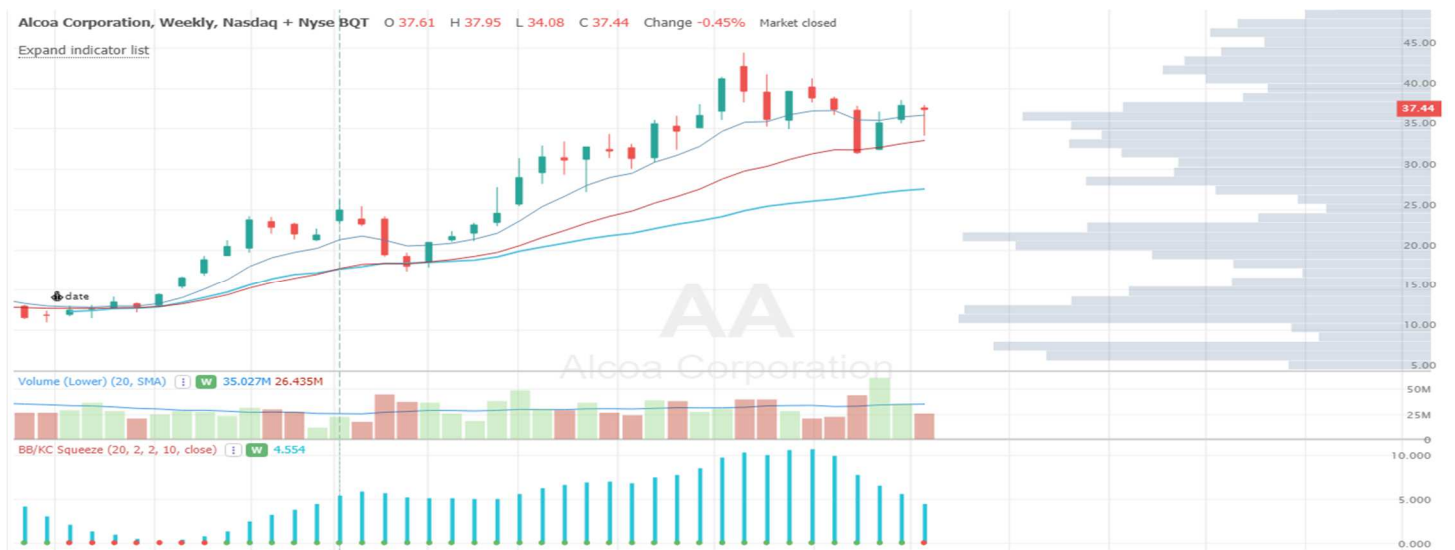 Alcoa Corporation, Weekly, Nasdaq + Nyse BQT O 37.61 H 37.95 L 34.08 C 37.44 Change -0.45% Market closed
Expand indicator list
45.00
40.00
37.44
35.00
30.00
25.00
20.00
15.00
date
10.00
AA
Alcoa Corporation
5.00
Volume (Lower) (20, SMA) W 35.027M 26.435M
50M
25M
0
BB/KC Squeeze (20, 2, 2, 10, close) W 4.554
10.000
5.000
0.000